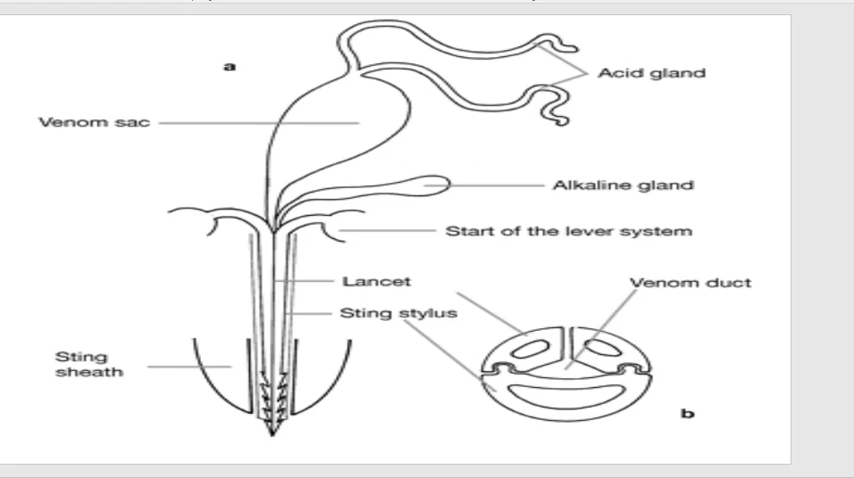 a
Acid gland
Venom sac
Alkaline gland
Start of the lever system
Lancet
Venom duct
Sting stylus
Sting
sheath
b